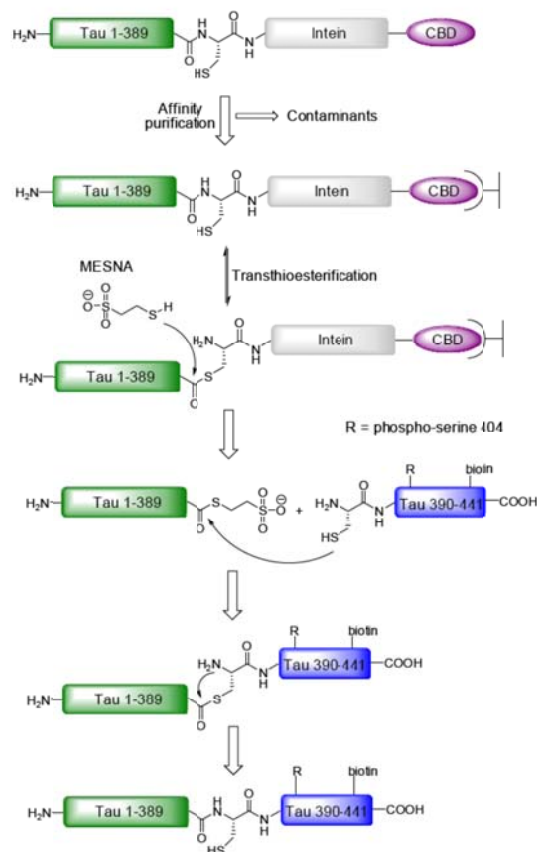 H₂N Tau 1-389 O H N O N H Intein CBD
HS
Affinity
purification
Contaminants
H₂N Tau 1-389 O H N O N H Inten CBD
HS
MESNA
Transthioesterification
⊖O S O O S H
H₂N O N H Intein CBD
H₂N Tau 1-389 S
O
R = phospho-serine 404
R bioin
H₂N Tau 1-389 O S O S O O⊖ + H₂N O N H Tau 390-441 COOH
HS
R biotin
H₂N O N H Tau 390-441 COOH
H₂N Tau 1-389 S
O
R biotin
H₂N Tau 1-389 O H N O N H Tau 390-441 COOH
HS